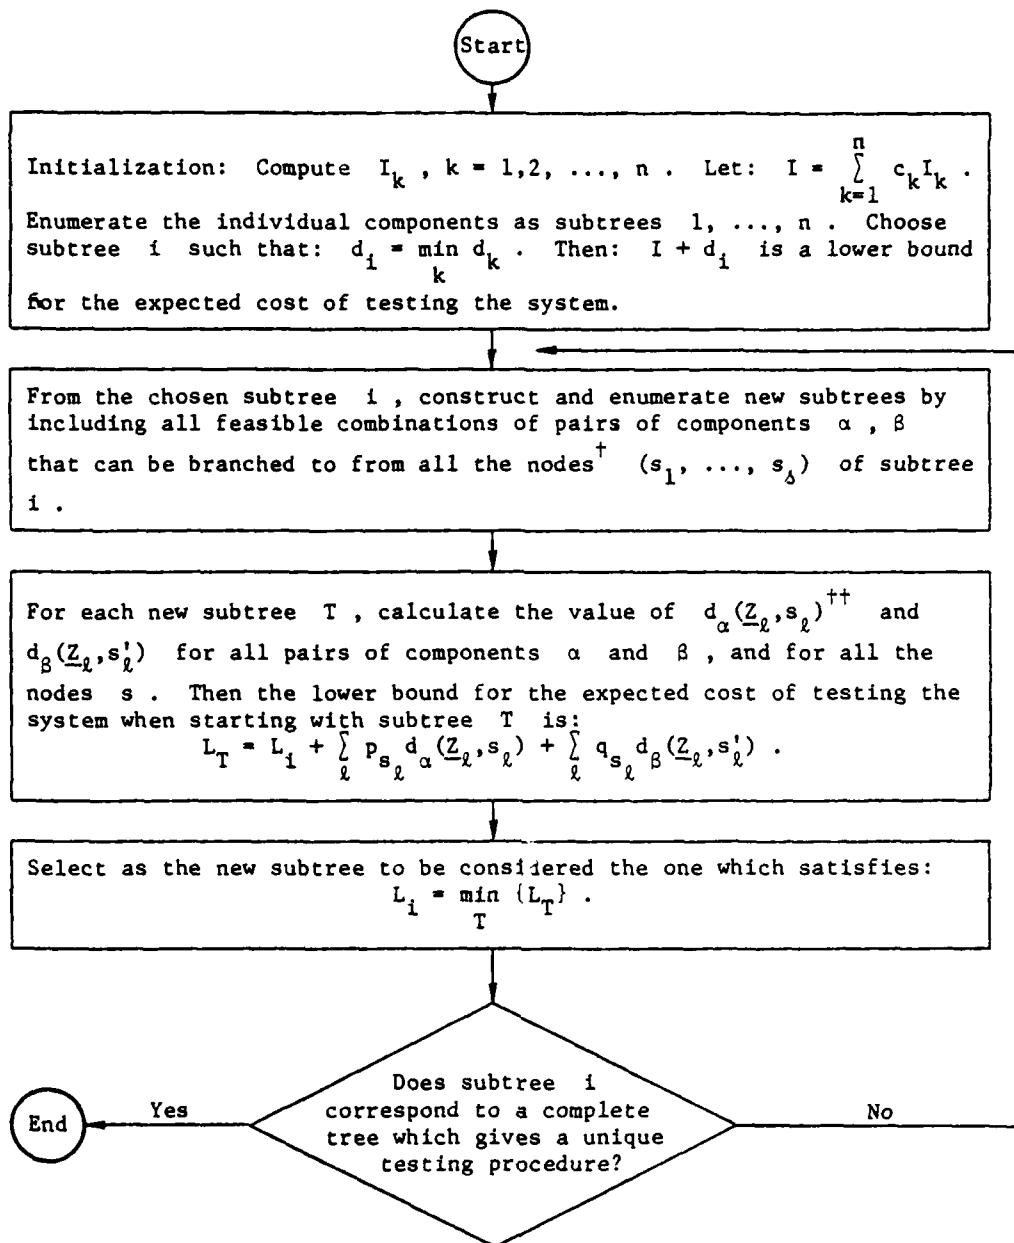 Start
Initialization: Compute I_k , k = 1,2, ..., n . Let: I = \sum_{k=1}^{n} c_k I_k .
Enumerate the individual components as subtrees 1, ..., n . Choose
subtree i such that: d_i = min_k d_k . Then: I + d_i is a lower bound
for the expected cost of testing the system.
From the chosen subtree i , construct and enumerate new subtrees by
including all feasible combinations of pairs of components α , β
that can be branched to from all the nodes† (s_1, ..., s_s) of subtree
i .
For each new subtree T , calculate the value of d_α(Z_ℓ,s_ℓ)†† and
d_β(Z_ℓ,s'_ℓ) for all pairs of components α and β , and for all the
nodes s . Then the lower bound for the expected cost of testing the
system when starting with subtree T is:
L_T = L_i + \sum_ℓ p_{s_ℓ} d_α(Z_ℓ,s_ℓ) + \sum_ℓ q_{s_ℓ} d_β(Z_ℓ,s'_ℓ) .
Select as the new subtree to be considered the one which satisfies:
L_i = min_T {L_T} .
Does subtree i
correspond to a complete
tree which gives a unique
testing procedure?
Yes
End
No